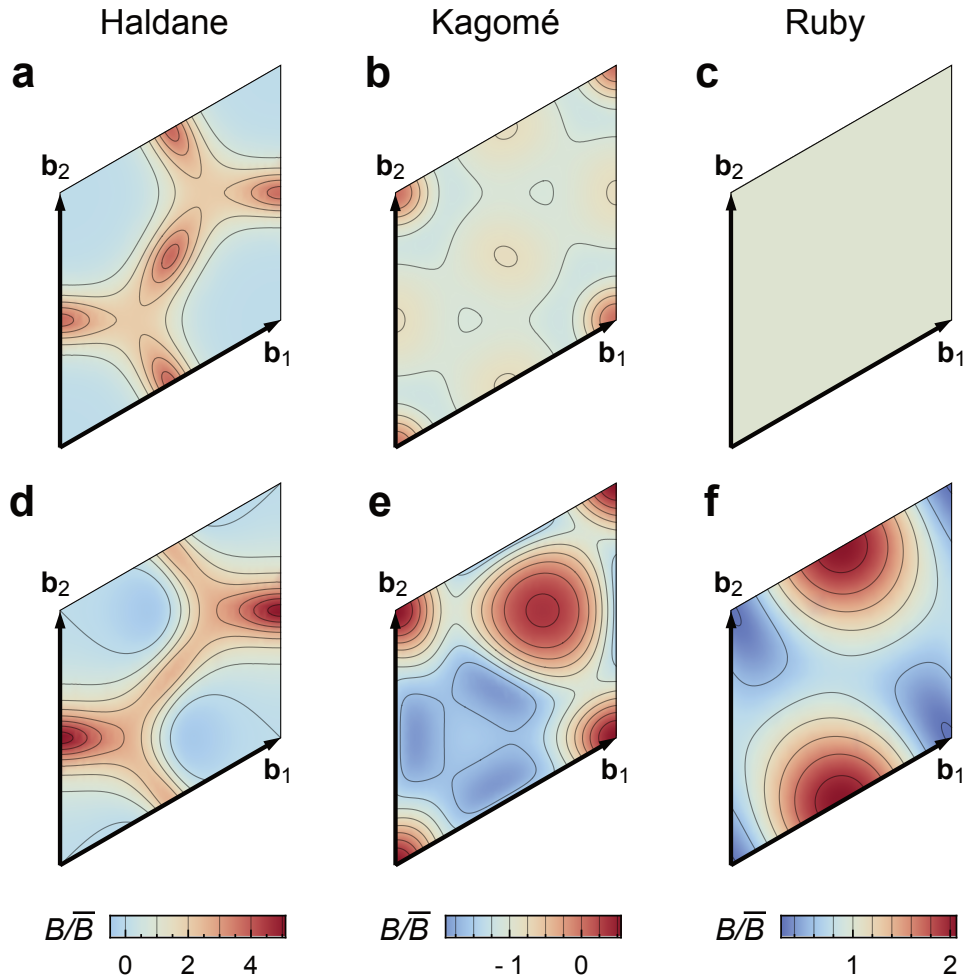 Haldane Kagomé Ruby
a b c
b2 b2 b2
b1 b1 b1
d e f
b2 b2 b2
b1 b1 b1
B/B̅ B/B̅ B/B̅
0 2 4 - 1 0 1 2